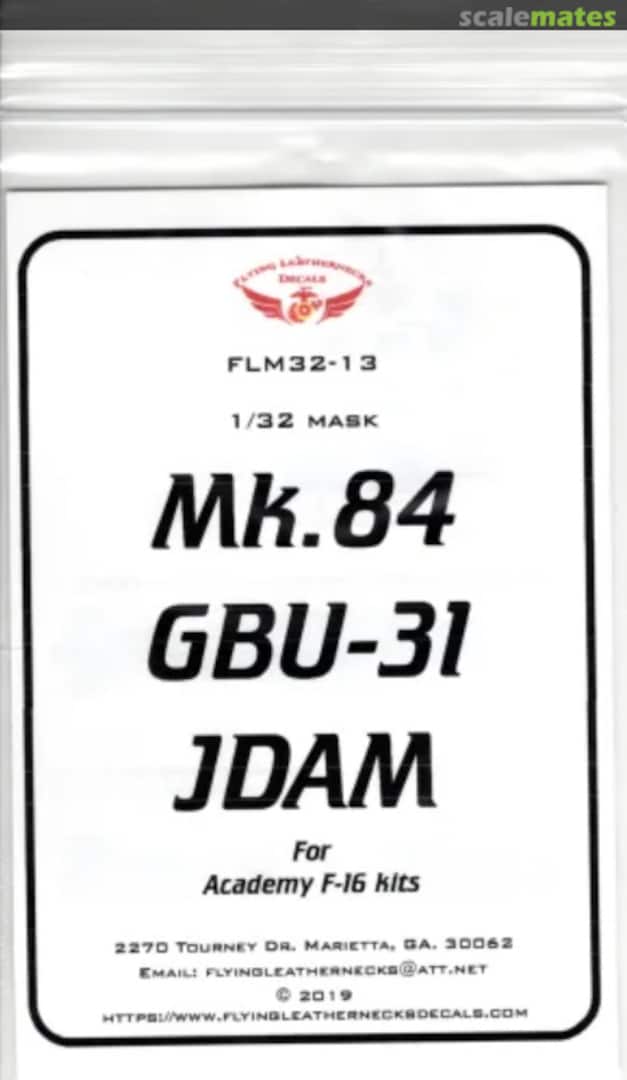 scalemates
FLYING LEATHERNECKS
DECALS
FLM32-13
1/32 MASK
Mk.84
GBU-31
JDAM
For
Academy F-16 kits
2270 TOURNEY DR. MARIETTA, GA. 30062
EMAIL: FLYINGLEATHERNECKS@ATT.NET
© 2019
HTTPS://WWW.FLYINGLEATHERNECKSDECALS.COM